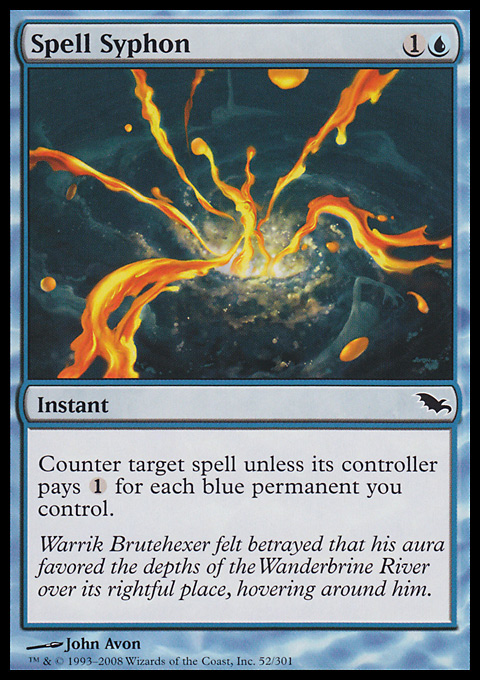 Spell Syphon 1
Instant
Counter target spell unless its controller
pays 1 for each blue permanent you
control.
Warrik Brutehexer felt betrayed that his aura
favored the depths of the Wanderbrine River
over its rightful place, hovering around him.
John Avon
™ & © 1993–2008 Wizards of the Coast, Inc. 52/301